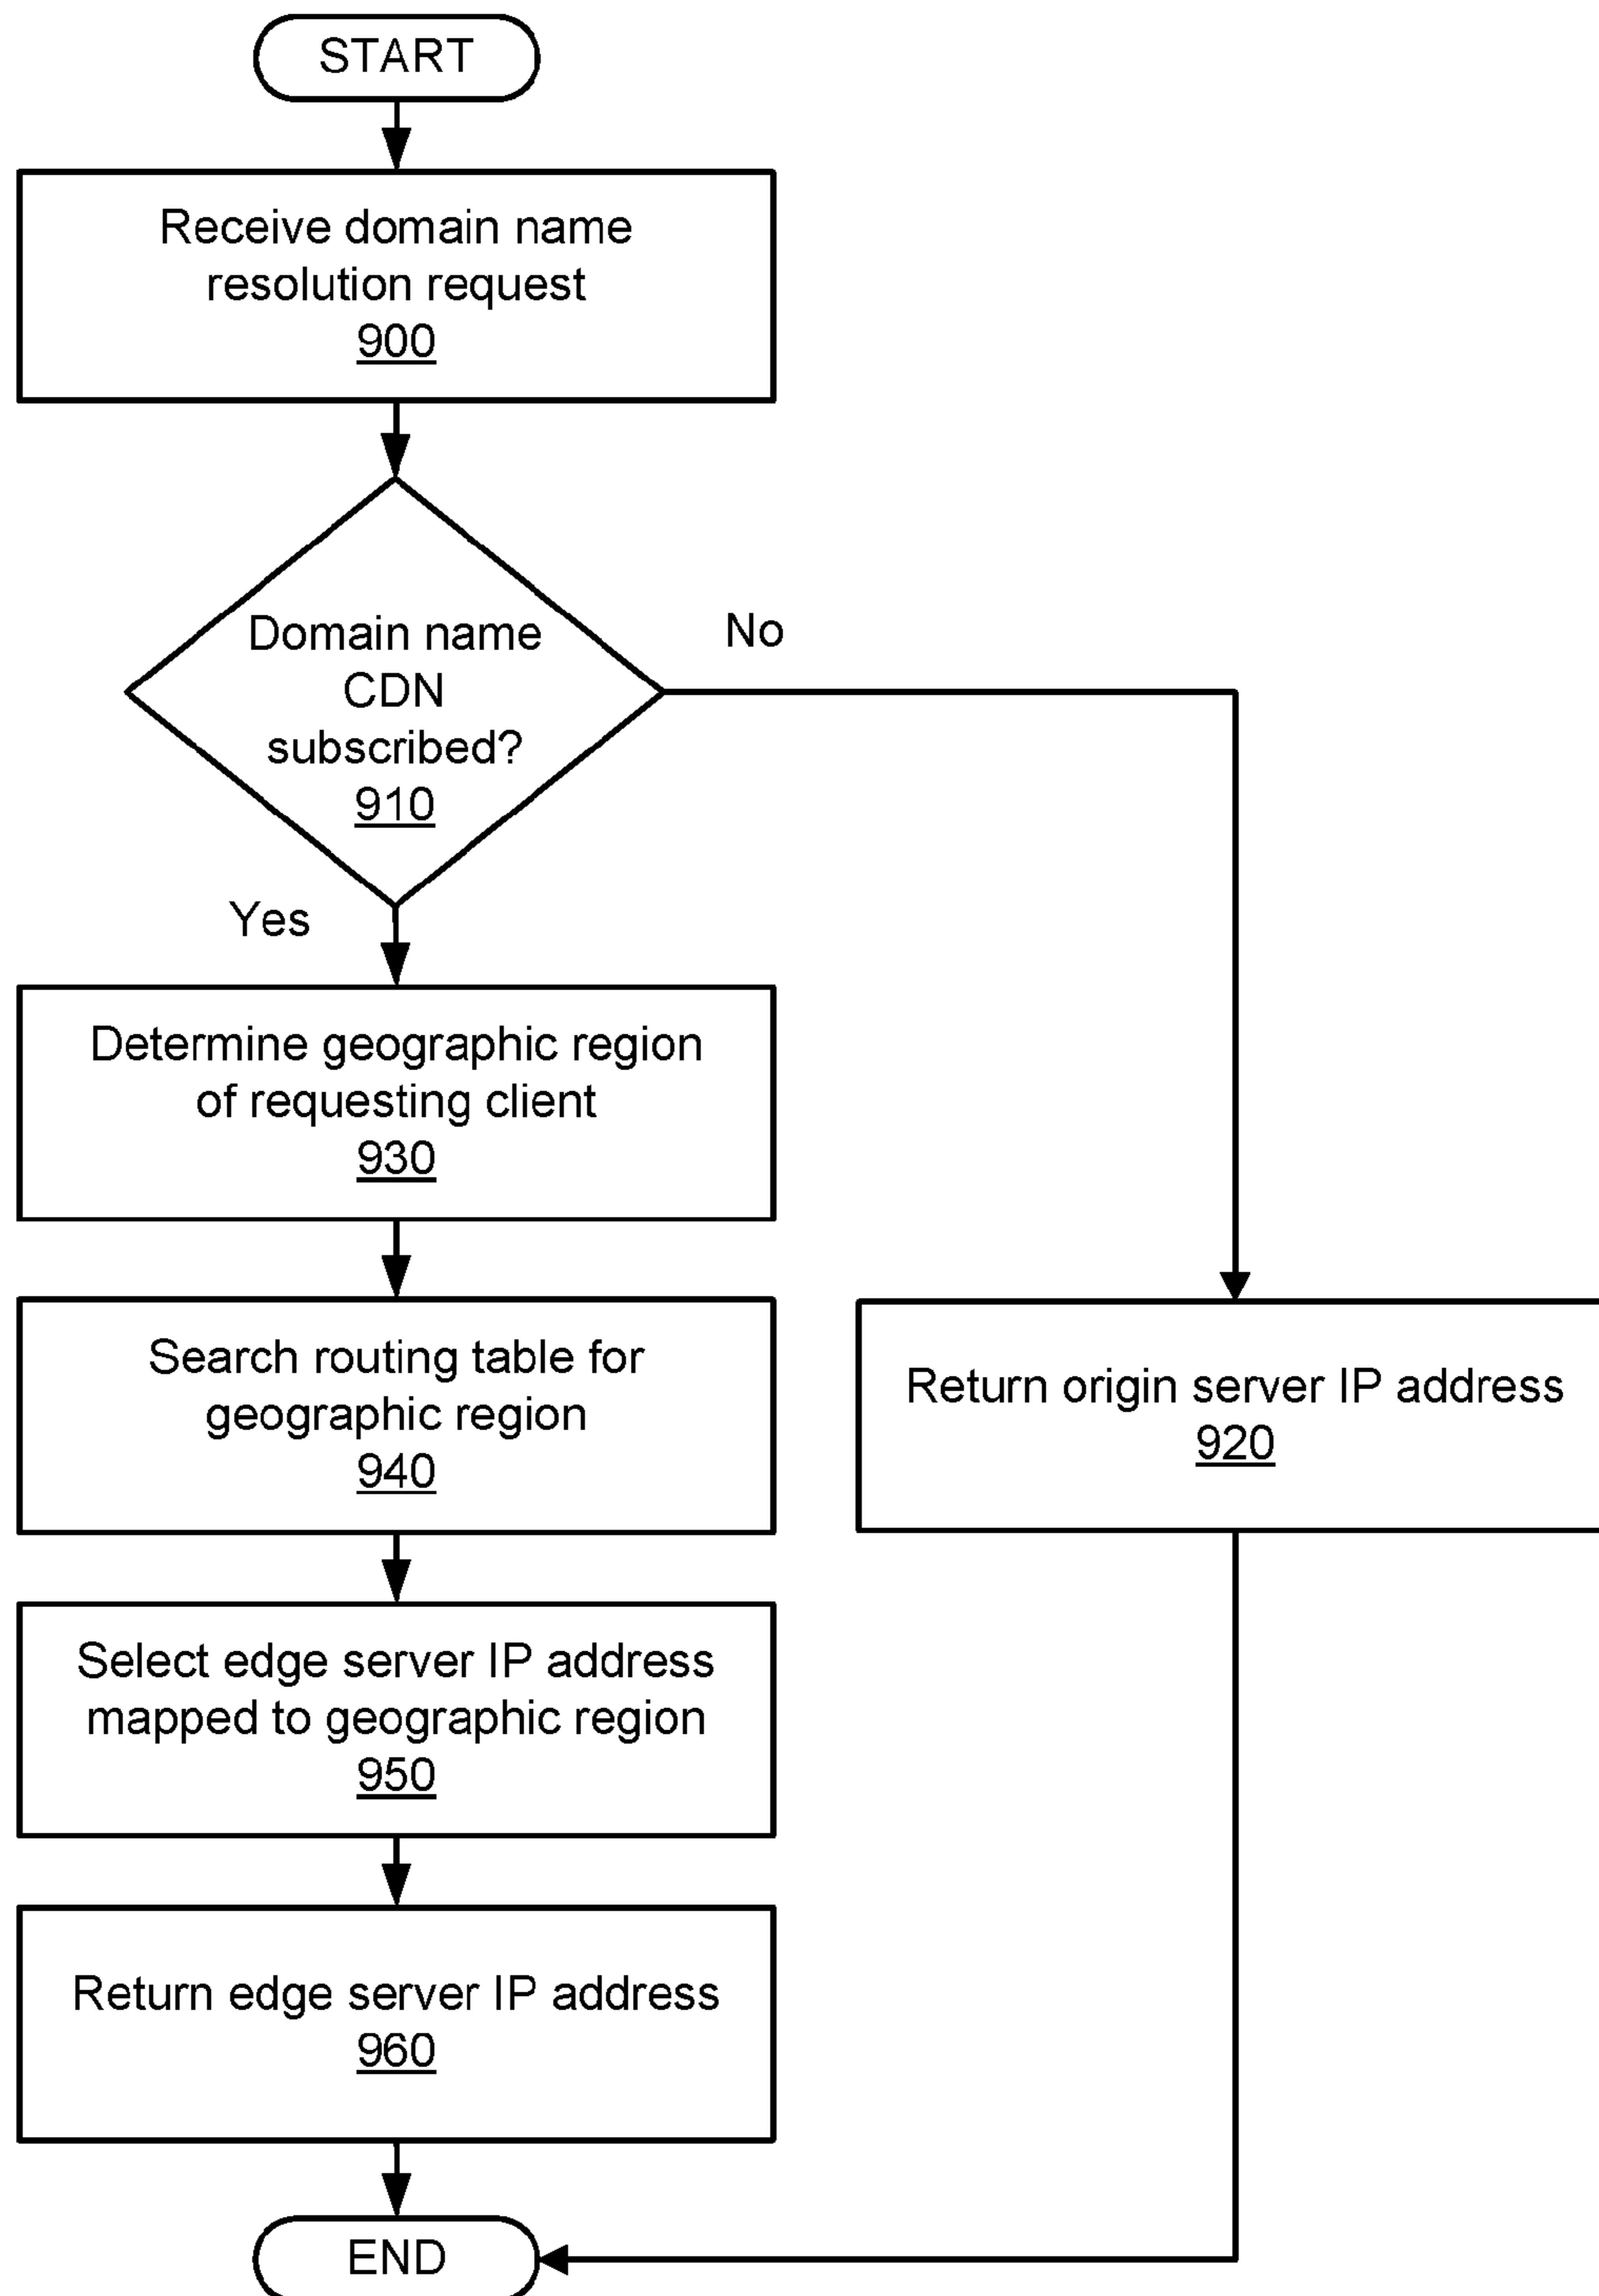 START
Receive domain name
resolution request
900
Domain name
CDN
subscribed?
910
No
Yes
Determine geographic region
of requesting client
930
Search routing table for
geographic region
940
Return origin server IP address
920
Select edge server IP address
mapped to geographic region
950
Return edge server IP address
960
END